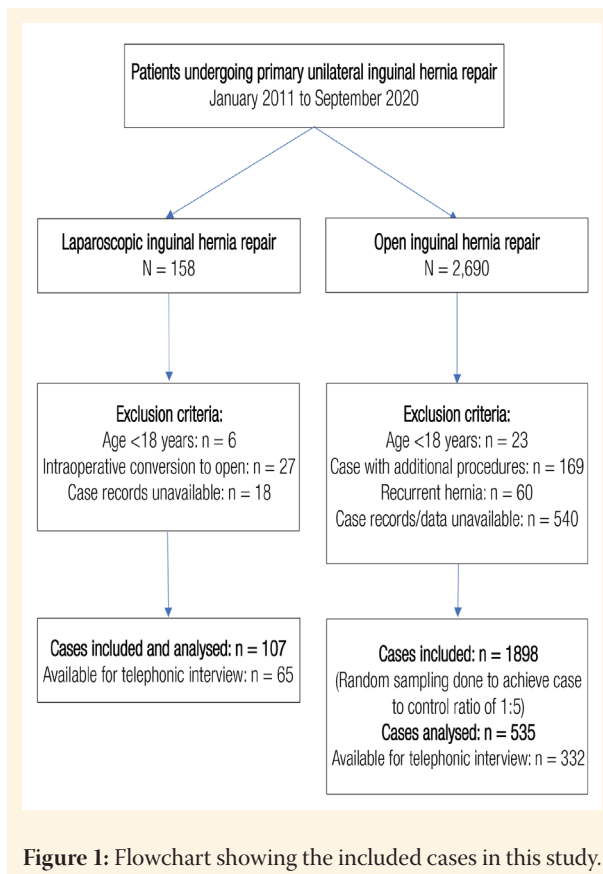 Patients undergoing primary unilateral inguinal hernia repair
January 2011 to September 2020
Laparoscopic inguinal hernia repair
N = 158
Open inguinal hernia repair
N = 2,690
Exclusion criteria:
Age <18 years: n = 6
Intraoperative conversion to open: n = 27
Case records unavailable: n = 18
Exclusion criteria:
Age <18 years: n = 23
Case with additional procedures: n = 169
Recurrent hernia: n = 60
Case records/data unavailable: n = 540
Cases included and analysed: n = 107
Available for telephonic interview: n = 65
Cases included: n = 1898
(Random sampling done to achieve case
to control ratio of 1:5)
Cases analysed: n = 535
Available for telephonic interview: n = 332
Figure 1: Flowchart showing the included cases in this study.